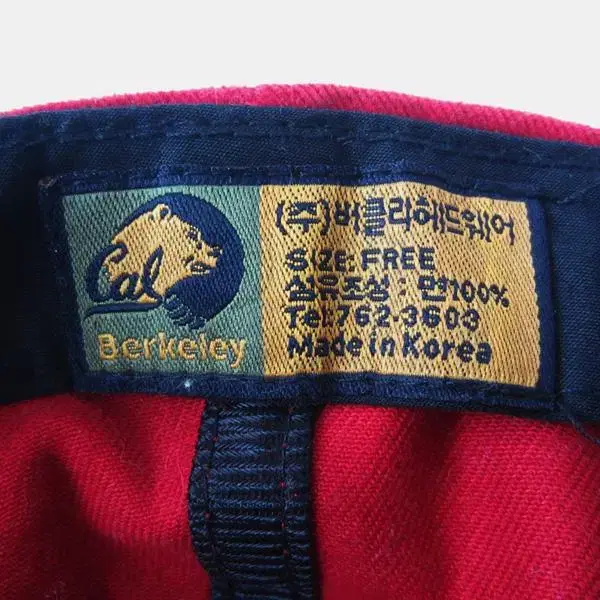 Cal
Berkeley
(주)버클리헤드웨어
SIZE: FREE
섬유조성 : 면100%
Tel.762-3603
Made in Korea